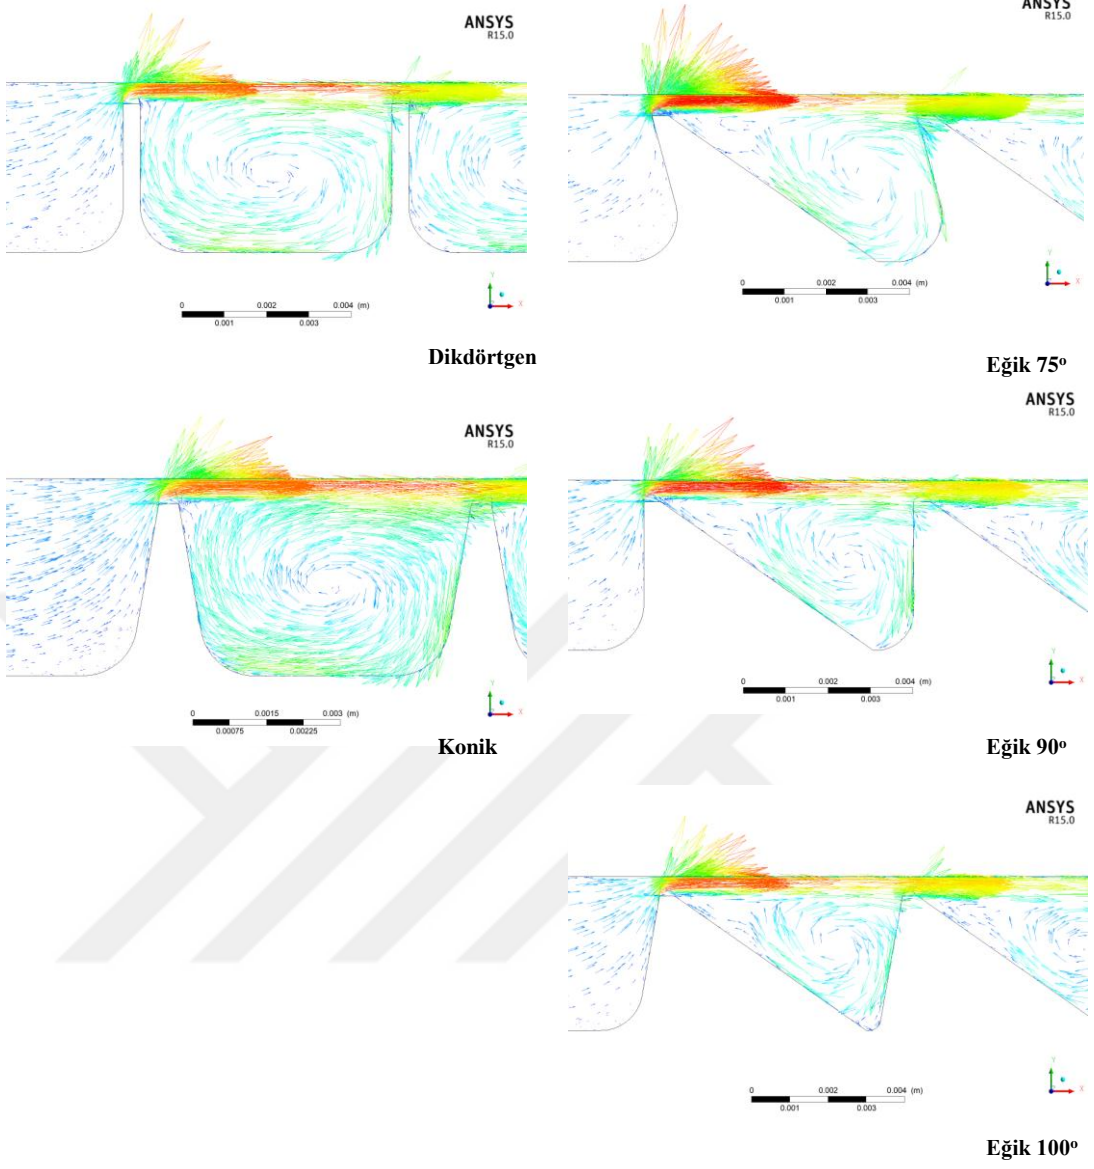 ANSYS
R15.0
0 0.002 0.004 (m)
0.001 0.003
Y
X
Dikdörtgen
ANSYS
R15.0
0 0.002 0.004 (m)
0.001 0.003
Y
X
Eğik 75°
ANSYS
R15.0
0 0.0015 0.003 (m)
0.00075 0.00225
Y
X
Konik
ANSYS
R15.0
0 0.002 0.004 (m)
0.001 0.003
Y
X
Eğik 90°
ANSYS
R15.0
0 0.002 0.004 (m)
0.001 0.003
Y
X
Eğik 100°